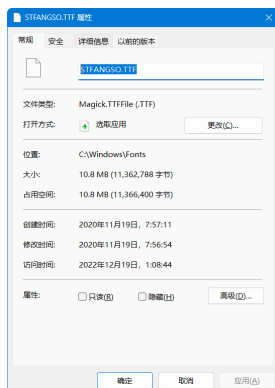 STFANGSO.TTF 属性
常规 安全 详细信息 以前的版本
STFANGSO.TTF
文件类型: Magick.TTFFile (.TTF)
打开方式: 选取应用 更改(C)...
位置: C:\Windows\Fonts
大小: 10.8 MB (11,362,788 字节)
占用空间: 10.8 MB (11,366,400 字节)
创建时间: 2020年11月19日，7:57:11
修改时间: 2020年11月19日，7:56:54
访问时间: 2022年12月19日，1:08:44
属性: 只读(R) 隐藏(H) 高级(D)...
确定 取消 应用(A)